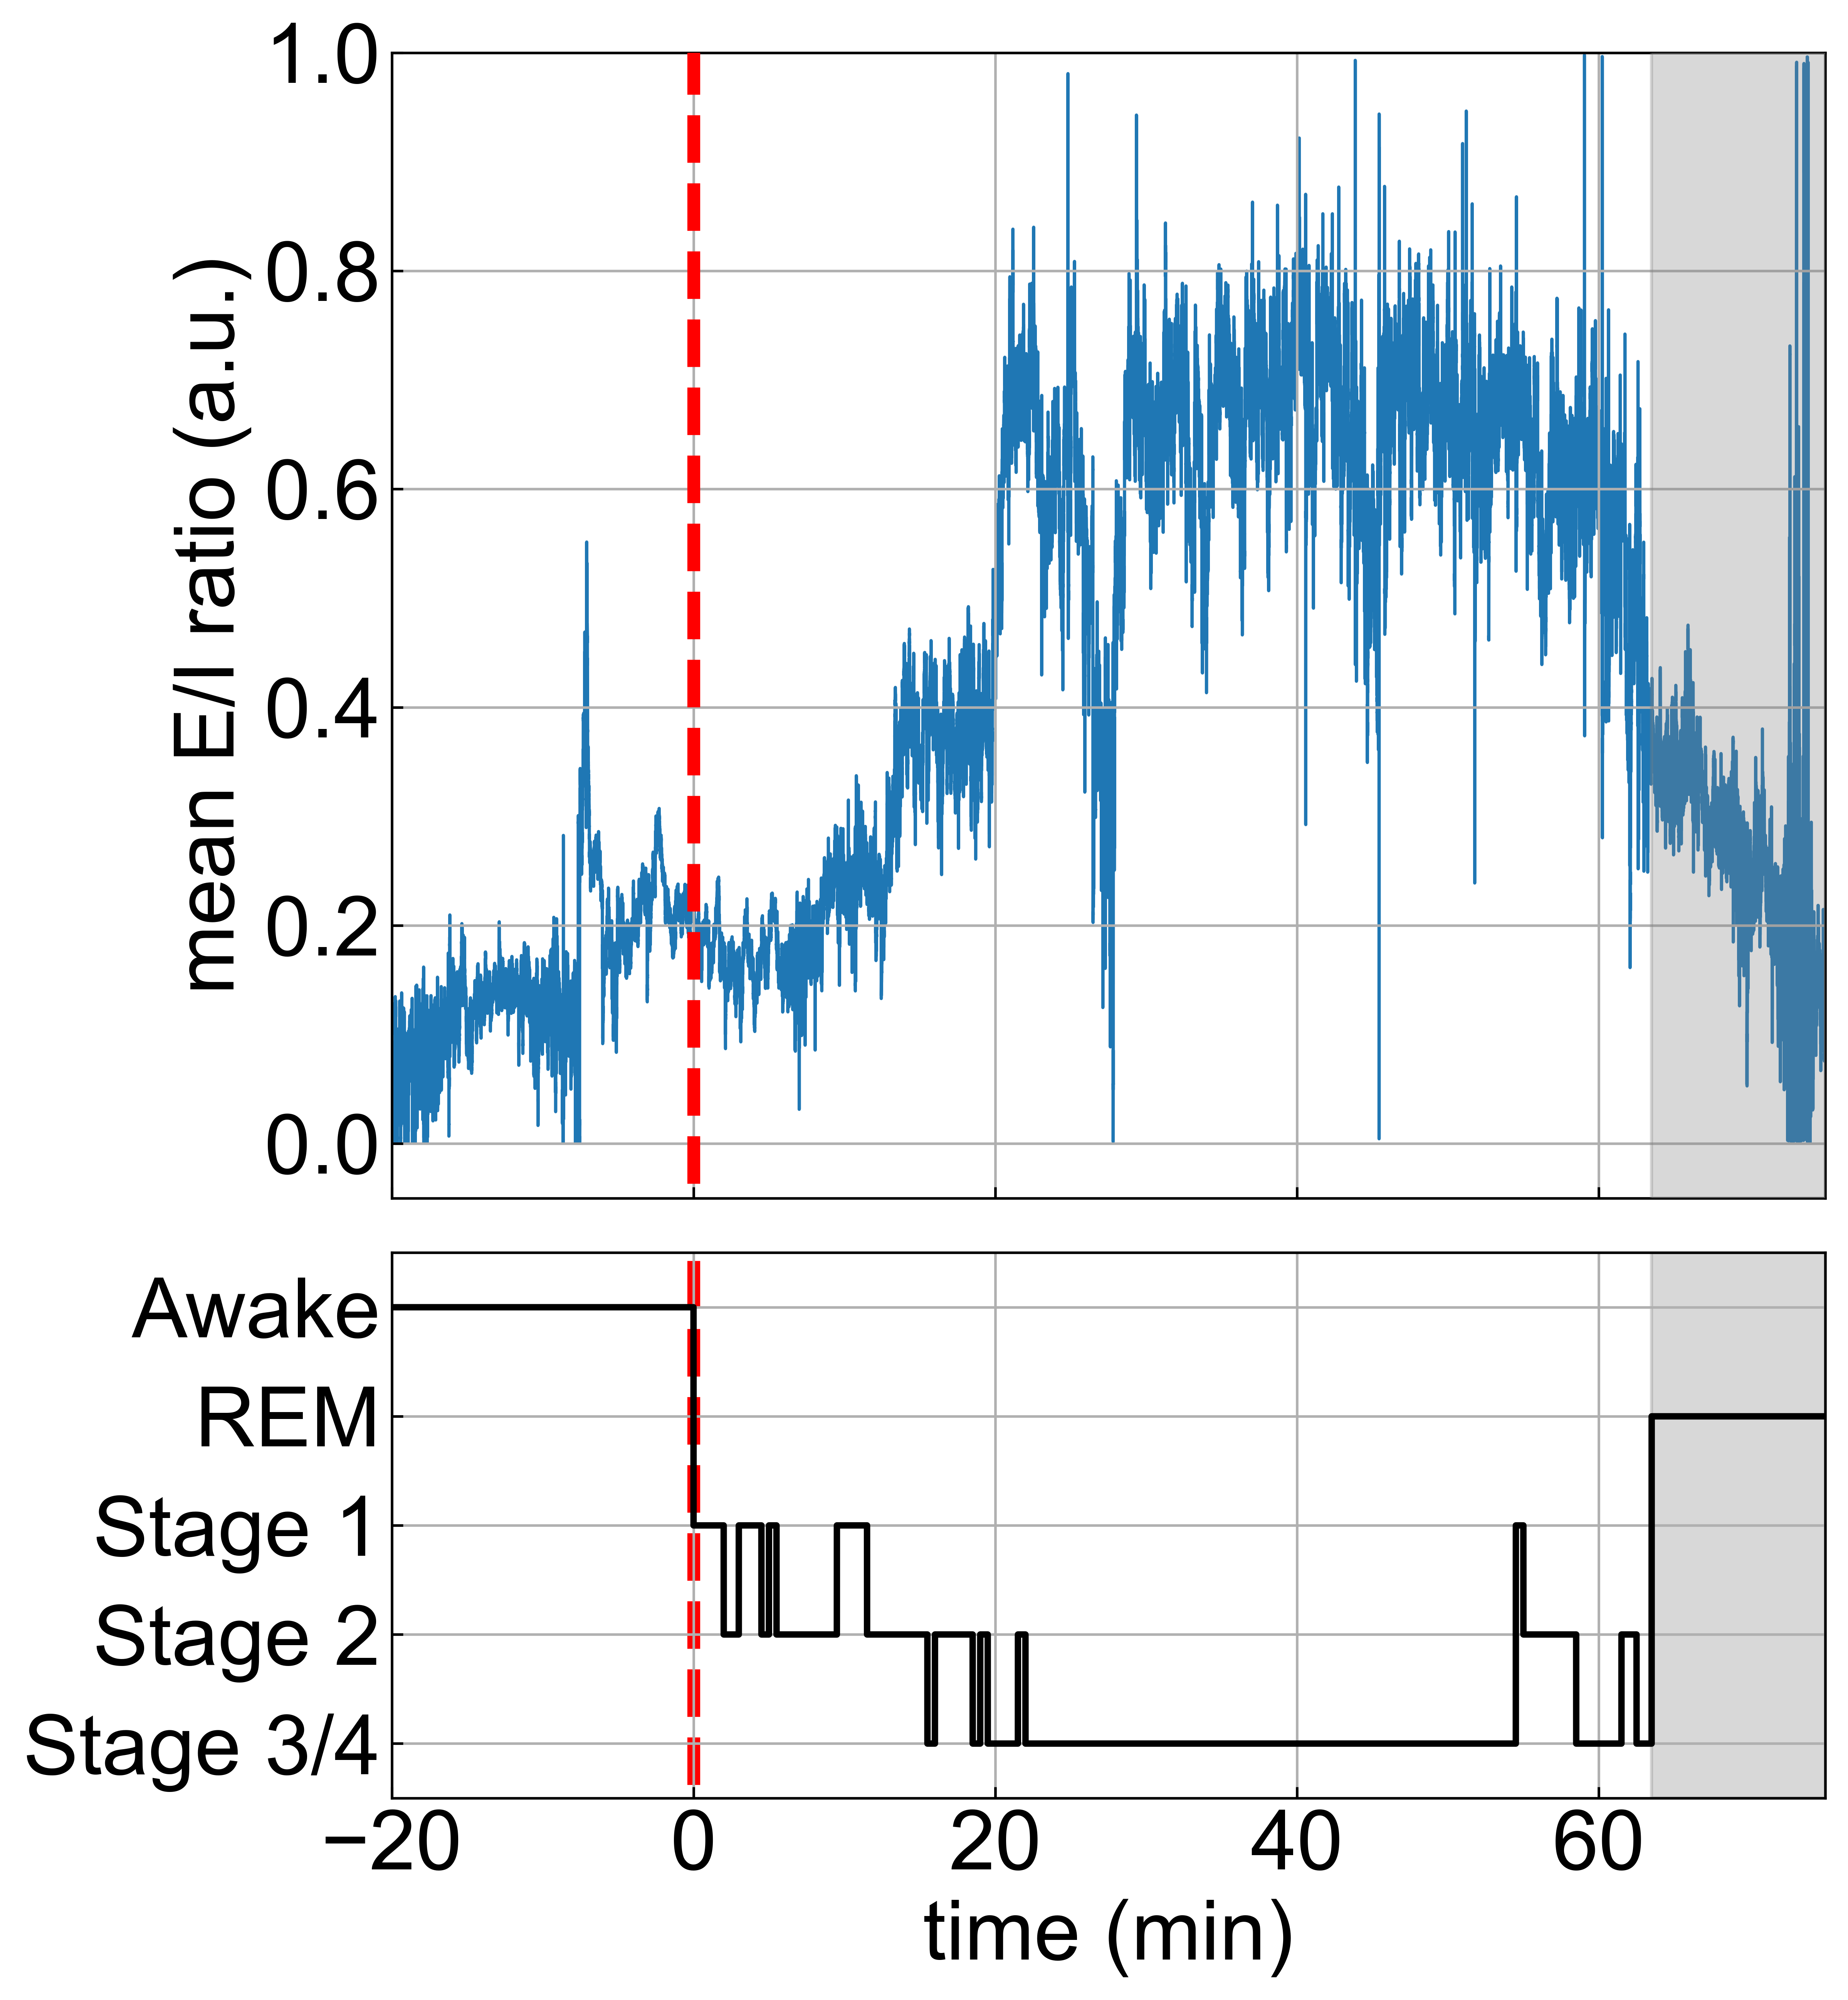 mean E/I ratio (a.u.)
1.0
0.8
0.6
0.4
0.2
0.0
Awake
REM
Stage 1
Stage 2
Stage 3/4
−20 0 20 40 60
time (min)